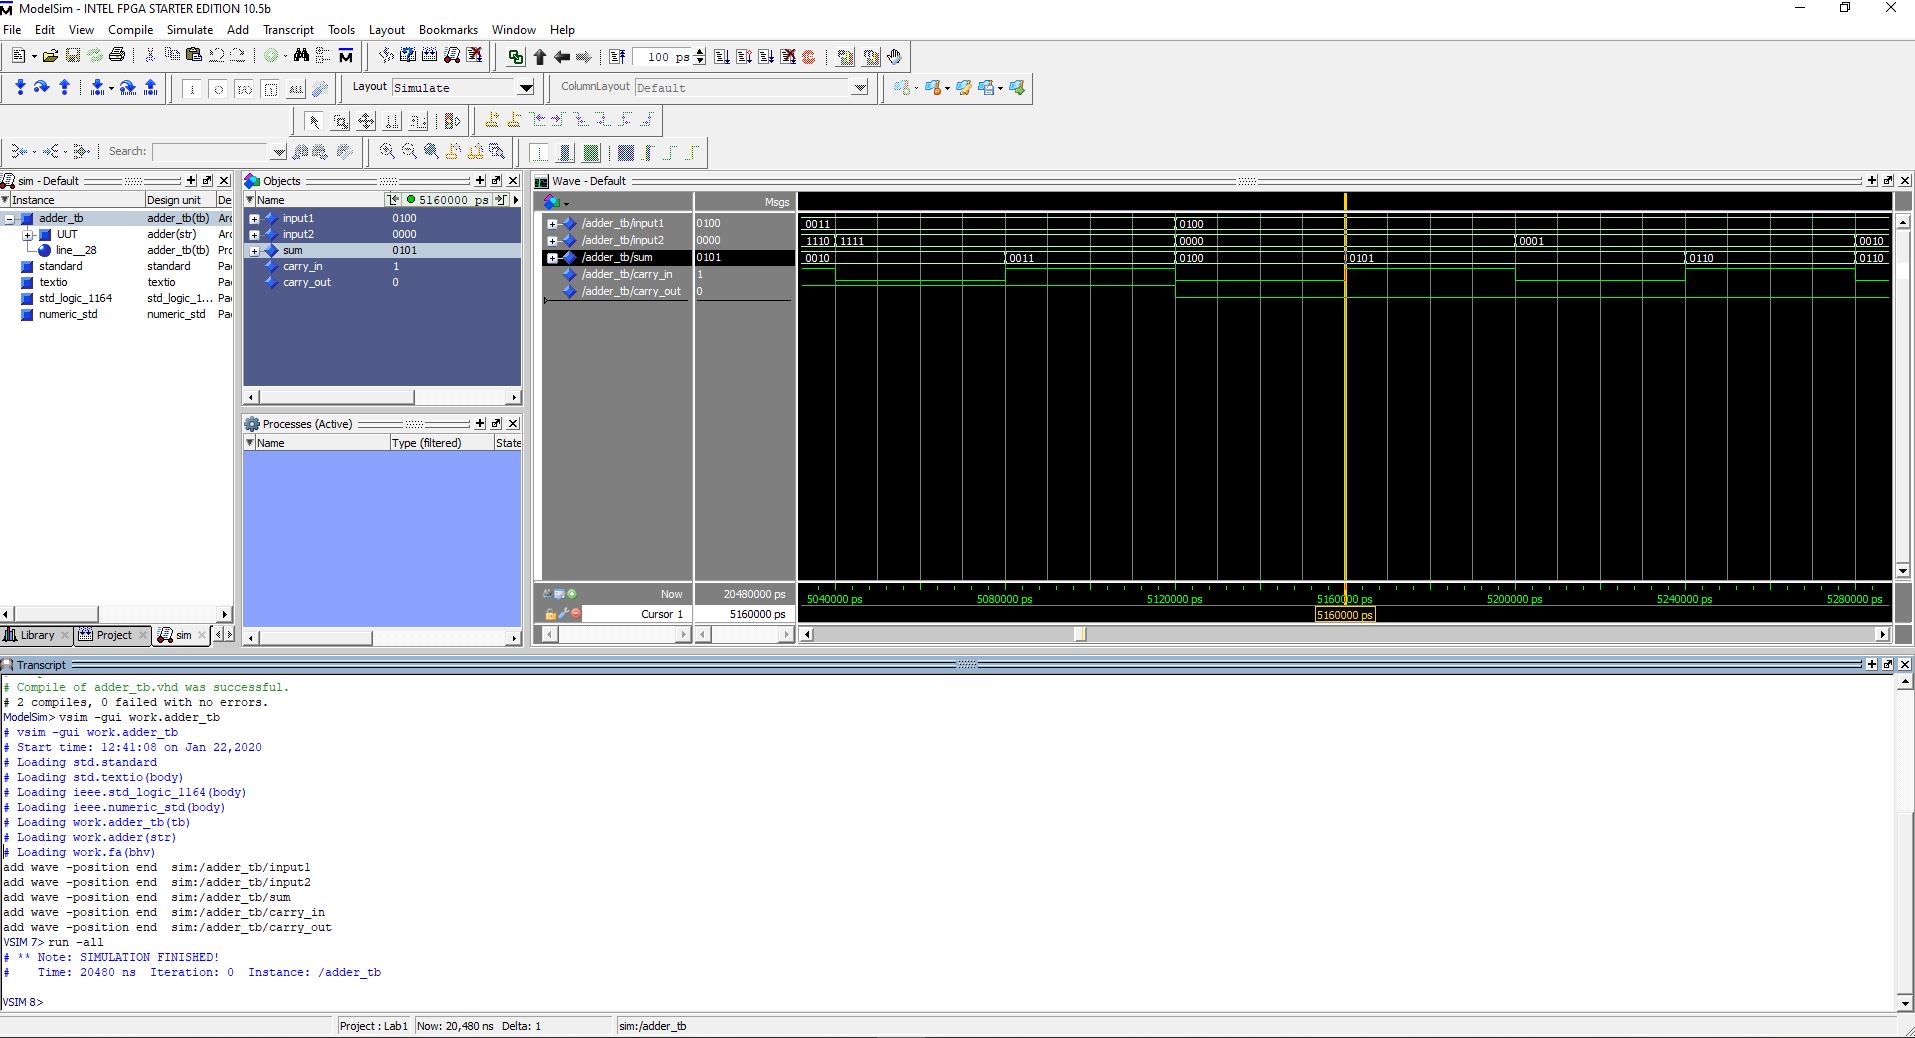 ModelSim - INTEL FPGA STARTER EDITION 10.5b
File Edit View Compile Simulate Add Transcript Tools Layout Bookmarks Window Help
100 ps
Layout Simulate ColumnLayout Default
Search:
sim - Default
Instance Design unit De
adder_tb adder_tb(tb) Arc
UUT adder(str) Arc
line__28 adder_tb(tb) Pro
standard standard Pac
textio textio Pac
std_logic_1164 std_logic_1... Pac
numeric_std numeric_std Pac
Library Project sim
Objects
Name 5160000 ps
input1 0100
input2 0000
sum 0101
carry_in 1
carry_out 0
Processes (Active)
Name Type (filtered) State
Wave - Default
Msgs
/adder_tb/input1 0100 0011 0100
/adder_tb/input2 0000 1110 1111 0000 0001 0010
/adder_tb/sum 0101 0010 0011 0100 0101 0110 0110
/adder_tb/carry_in 1
/adder_tb/carry_out 0
Now 20480000 ps 5040000 ps 5080000 ps 5120000 ps 5160000 ps 5200000 ps 5240000 ps 5280000 ps
Cursor 1 5160000 ps 5160000 ps
Transcript
# Compile of adder_tb.vhd was successful.
# 2 compiles, 0 failed with no errors.
ModelSim> vsim -gui work.adder_tb
# vsim -gui work.adder_tb
# Start time: 12:41:08 on Jan 22,2020
# Loading std.standard
# Loading std.textio(body)
# Loading ieee.std_logic_1164(body)
# Loading ieee.numeric_std(body)
# Loading work.adder_tb(tb)
# Loading work.adder(str)
# Loading work.fa(bhv)
add wave -position end  sim:/adder_tb/input1
add wave -position end  sim:/adder_tb/input2
add wave -position end  sim:/adder_tb/sum
add wave -position end  sim:/adder_tb/carry_in
add wave -position end  sim:/adder_tb/carry_out
VSIM 7> run -all
# ** Note: SIMULATION FINISHED!
#    Time: 20480 ns  Iteration: 0  Instance: /adder_tb
VSIM 8>
Project : Lab1 Now: 20,480 ns Delta: 1 sim:/adder_tb